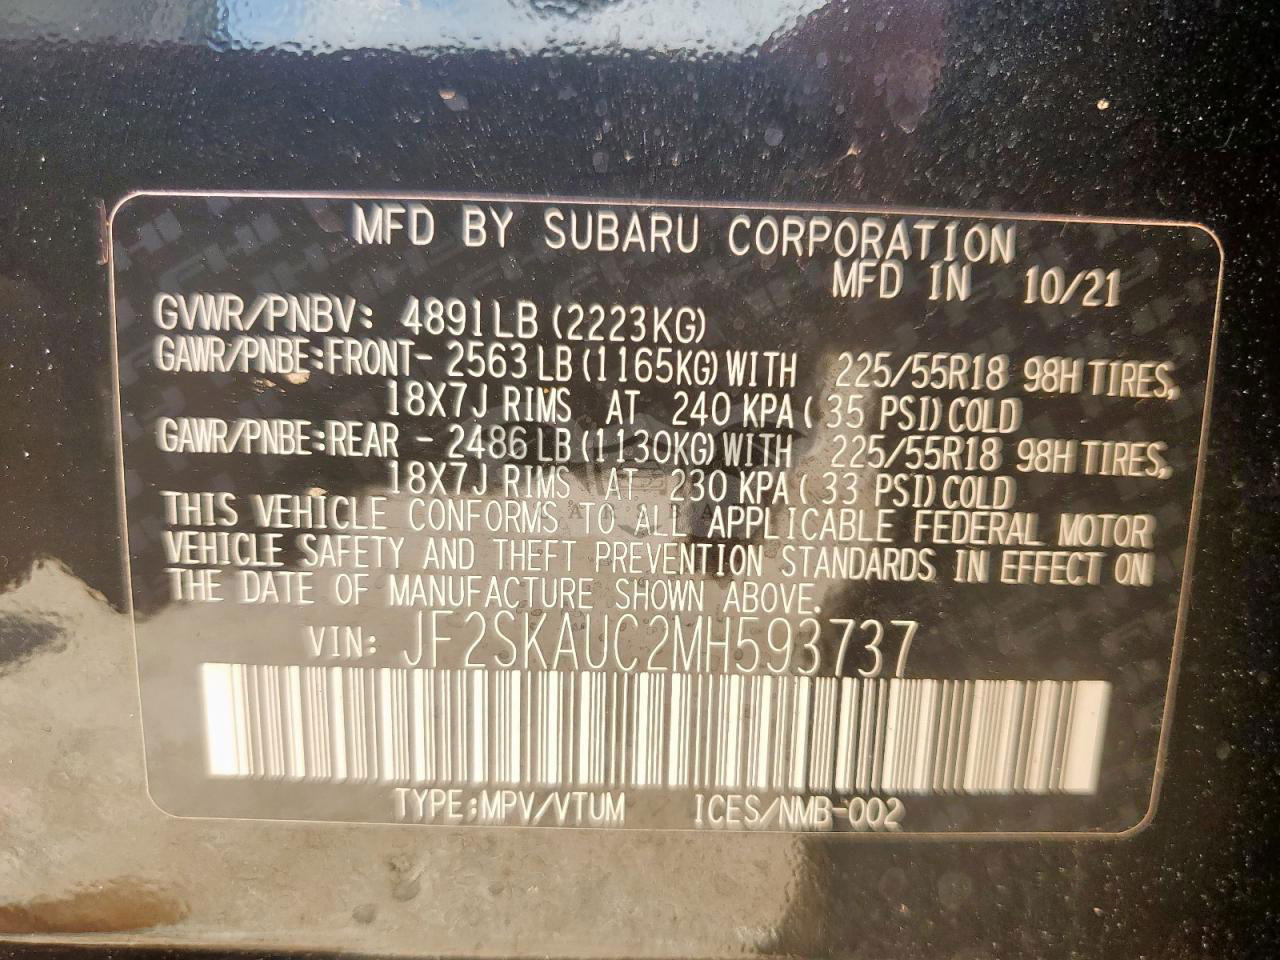 MFD BY SUBARU CORPORATION
MFD IN 10/21
GVWR/PNBV: 4891LB (2223KG)
GAWR/PNBE:FRONT- 2563LB (1165KG) WITH 225/55R18 98H TIRES,
18X7J RIMS AT 240 KPA ( 35 PSI) COLD
GAWR/PNBE:REAR - 2486LB (1130KG) WITH 225/55R18 98H TIRES,
18X7J RIMS AT 230 KPA ( 33 PSI) COLD
THIS VEHICLE CONFORMS TO ALL APPLICABLE FEDERAL MOTOR
VEHICLE SAFETY AND THEFT PREVENTION STANDARDS IN EFFECT ON
THE DATE OF MANUFACTURE SHOWN ABOVE.
VIN: JF2SKAUC2MH593737
TYPE:MPV/VTUM ICES/NMB-002